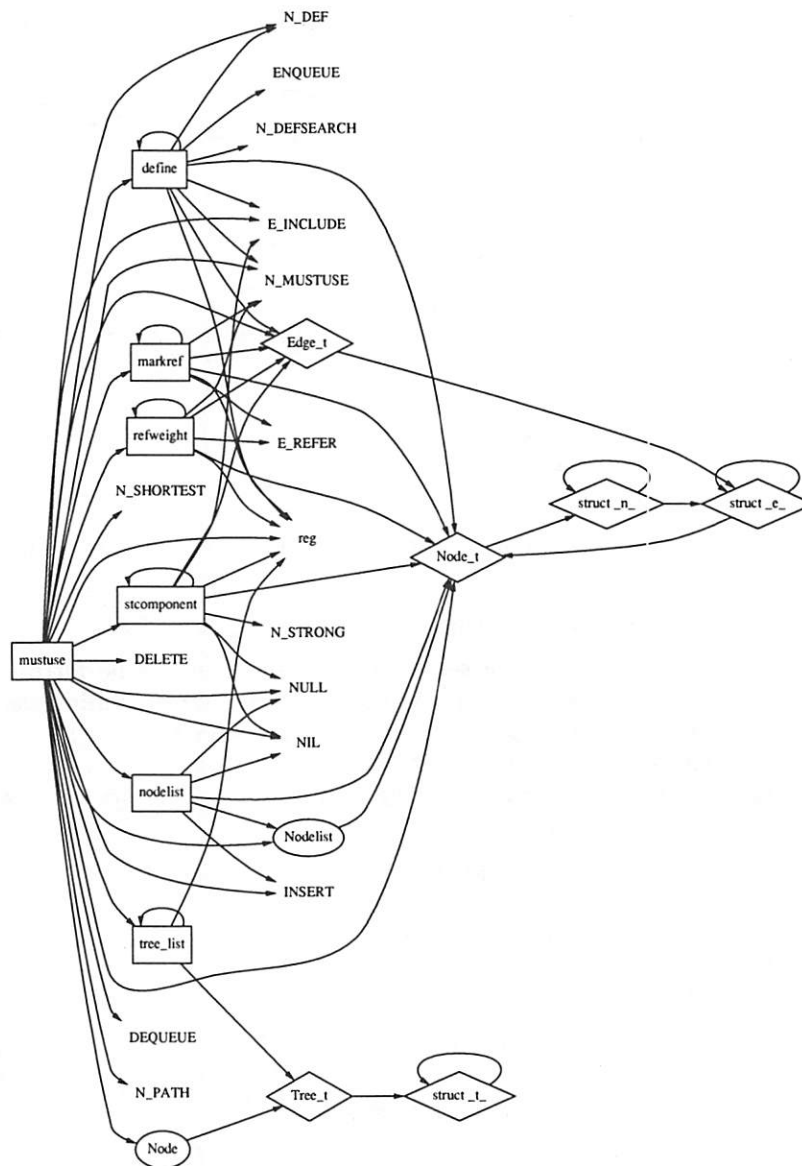 N_DEF
ENQUEUE
N_DEFSEARCH
define
E_INCLUDE
N_MUSTUSE
Edge_t
markref
refweight
E_REFER
N_SHORTEST
struct _n_
struct _e_
reg
Node_t
stcomponent
N_STRONG
mustuse
DELETE
NULL
NIL
nodelist
Nodelist
INSERT
tree_list
DEQUEUE
N_PATH
Tree_t
struct _t_
Node